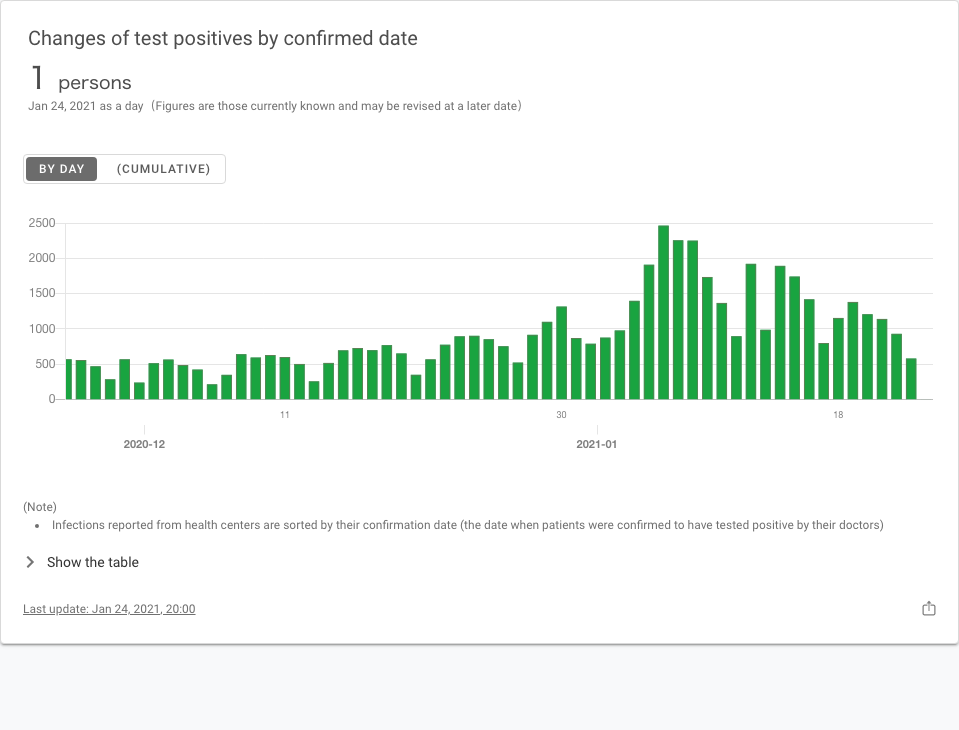 Changes of test positives by confirmed date
1 persons
Jan 24, 2021 as a day (Figures are those currently known and may be revised at a later date)
BY DAY (CUMULATIVE)
2500
2000
1500
1000
500
0
11 30 18
2020-12 2021-01
(Note)
• Infections reported from health centers are sorted by their confirmation date (the date when patients were confirmed to have tested positive by their doctors)
Show the table
Last update: Jan 24, 2021, 20:00